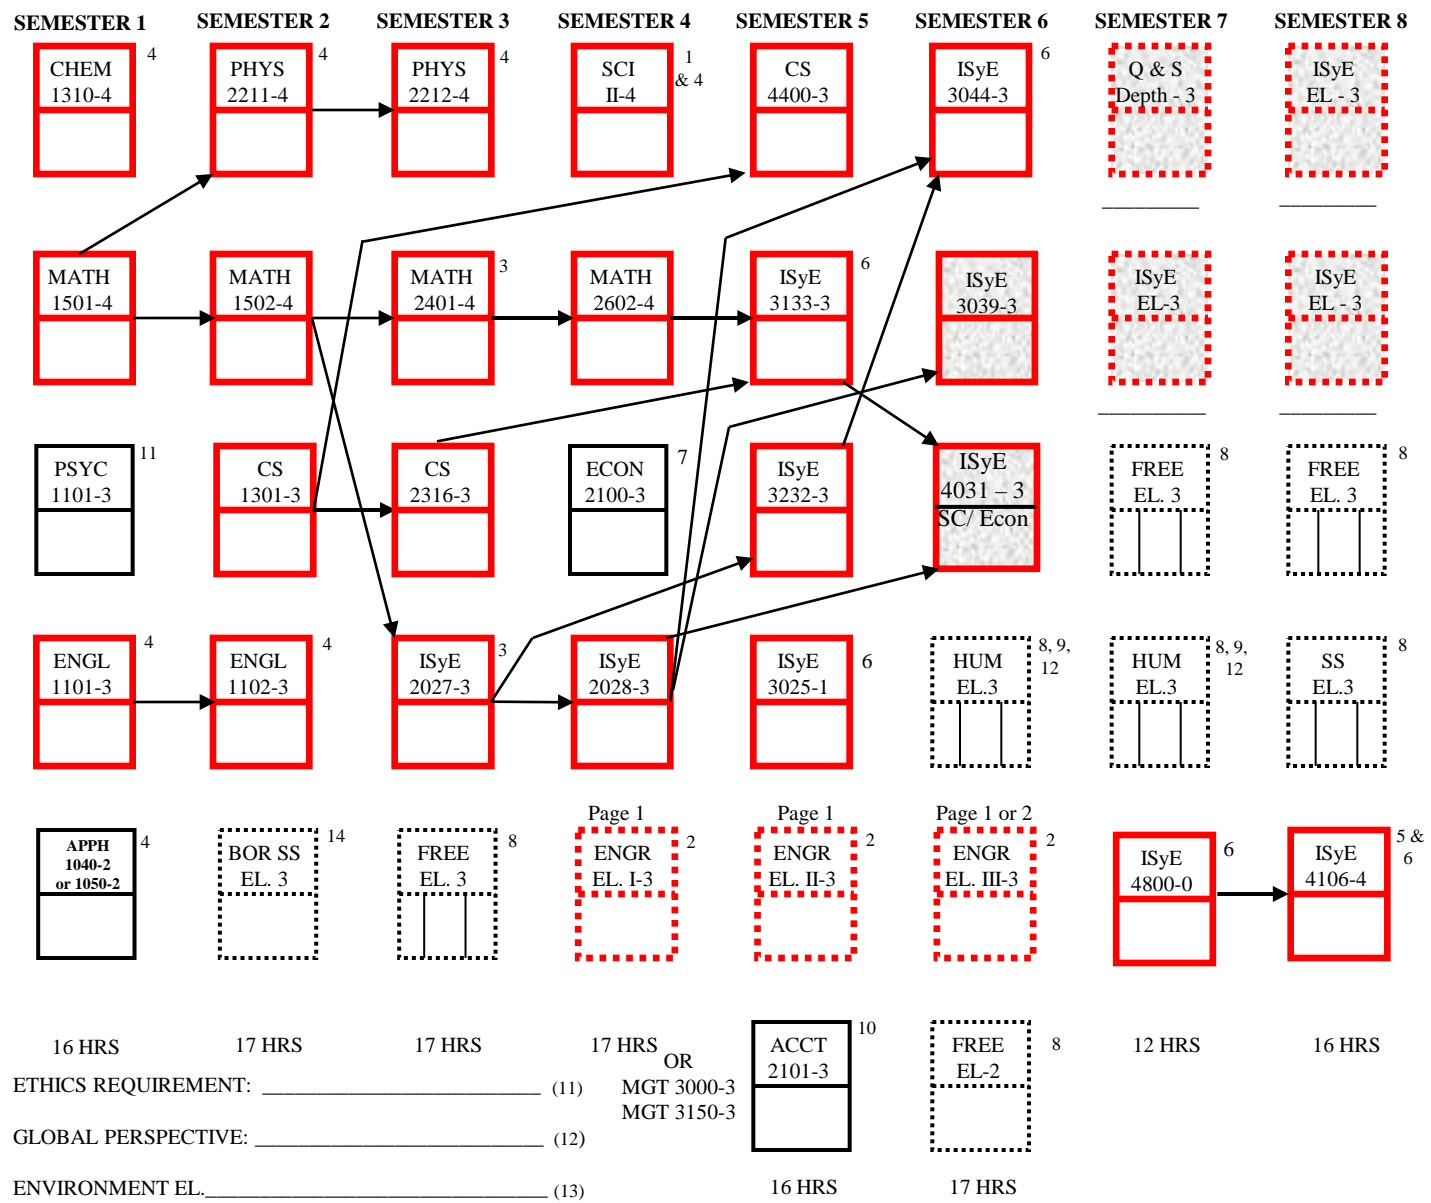 SEMESTER 1 SEMESTER 2 SEMESTER 3 SEMESTER 4 SEMESTER 5 SEMESTER 6 SEMESTER 7 SEMESTER 8
CHEM
1310-4
4
PHYS
2211-4
4
PHYS
2212-4
4
SCI
II-4
1
& 4
CS
4400-3
ISyE
3044-3
6
Q & S
Depth - 3
_________
ISyE
EL - 3
_________
MATH
1501-4
MATH
1502-4
MATH
2401-4
3
MATH
2602-4
ISyE
3133-3
6
ISyE
3039-3
ISyE
EL-3
__________
ISyE
EL - 3
_________
PSYC
1101-3
11
CS
1301-3
CS
2316-3
ECON
2100-3
7
ISyE
3232-3
ISyE
4031 – 3
SC/ Econ
FREE
EL. 3
8
FREE
EL. 3
8
ENGL
1101-3
4
ENGL
1102-3
4
ISyE
2027-3
3
ISyE
2028-3
ISyE
3025-1
6
HUM
EL.3
8, 9,
12
HUM
EL.3
8, 9,
12
SS
EL.3
8
APPH
1040-2
or 1050-2
4
BOR SS
EL. 3
14
FREE
EL. 3
8
Page 1
ENGR
EL. I-3
2
Page 1
ENGR
EL. II-3
2
Page 1 or 2
ENGR
EL. III-3
2
ISyE
4800-0
6
ISyE
4106-4
5 &
6
16 HRS 17 HRS 17 HRS 17 HRS
OR
MGT 3000-3
MGT 3150-3
ACCT
2101-3
10
FREE
EL-2
8
12 HRS 16 HRS
ETHICS REQUIREMENT: __________________________ (11)
GLOBAL PERSPECTIVE: ___________________________ (12)
ENVIRONMENT EL.________________________________ (13)
16 HRS 17 HRS